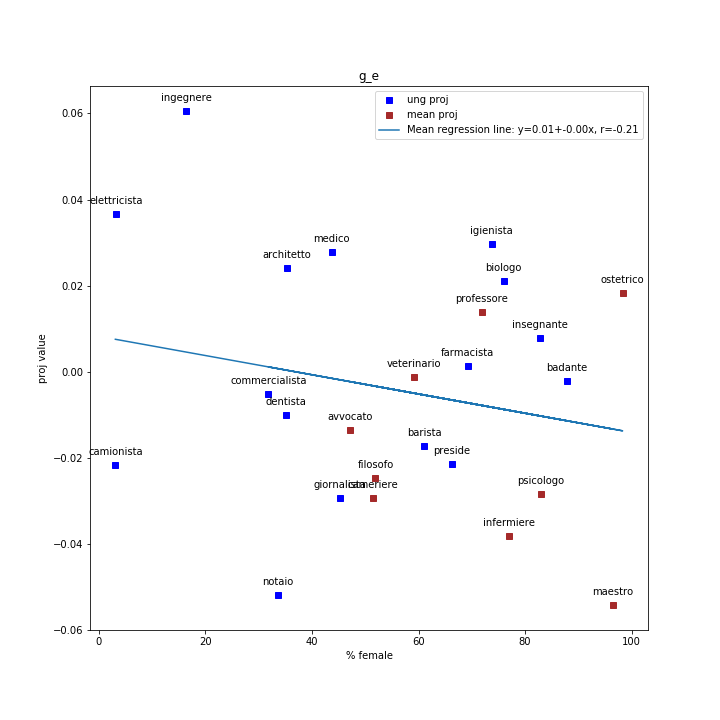 g_e
ung proj
mean proj
Mean regression line: y=0.01+-0.00x, r=-0.21
ingegnere
elettricista
medico
architetto
igienista
biologo
ostetrico
professore
insegnante
farmacista
veterinario
badante
commercialista
dentista
avvocato
barista
preside
camionista
filosofo
giornalista
cameriere
psicologo
infermiere
notaio
maestro
0.06
0.04
0.02
0.00
−0.02
−0.04
−0.06
proj value
0 20 40 60 80 100
% female